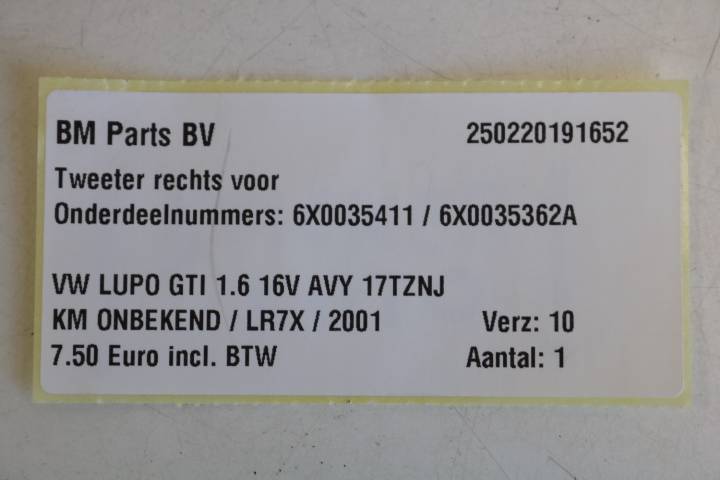 BM Parts BV 250220191652
Tweeter rechts voor
Onderdeelnummers: 6X0035411 / 6X0035362A
VW LUPO GTI 1.6 16V AVY 17TZNJ
KM ONBEKEND / LR7X / 2001 Verz: 10
7.50 Euro incl. BTW Aantal: 1